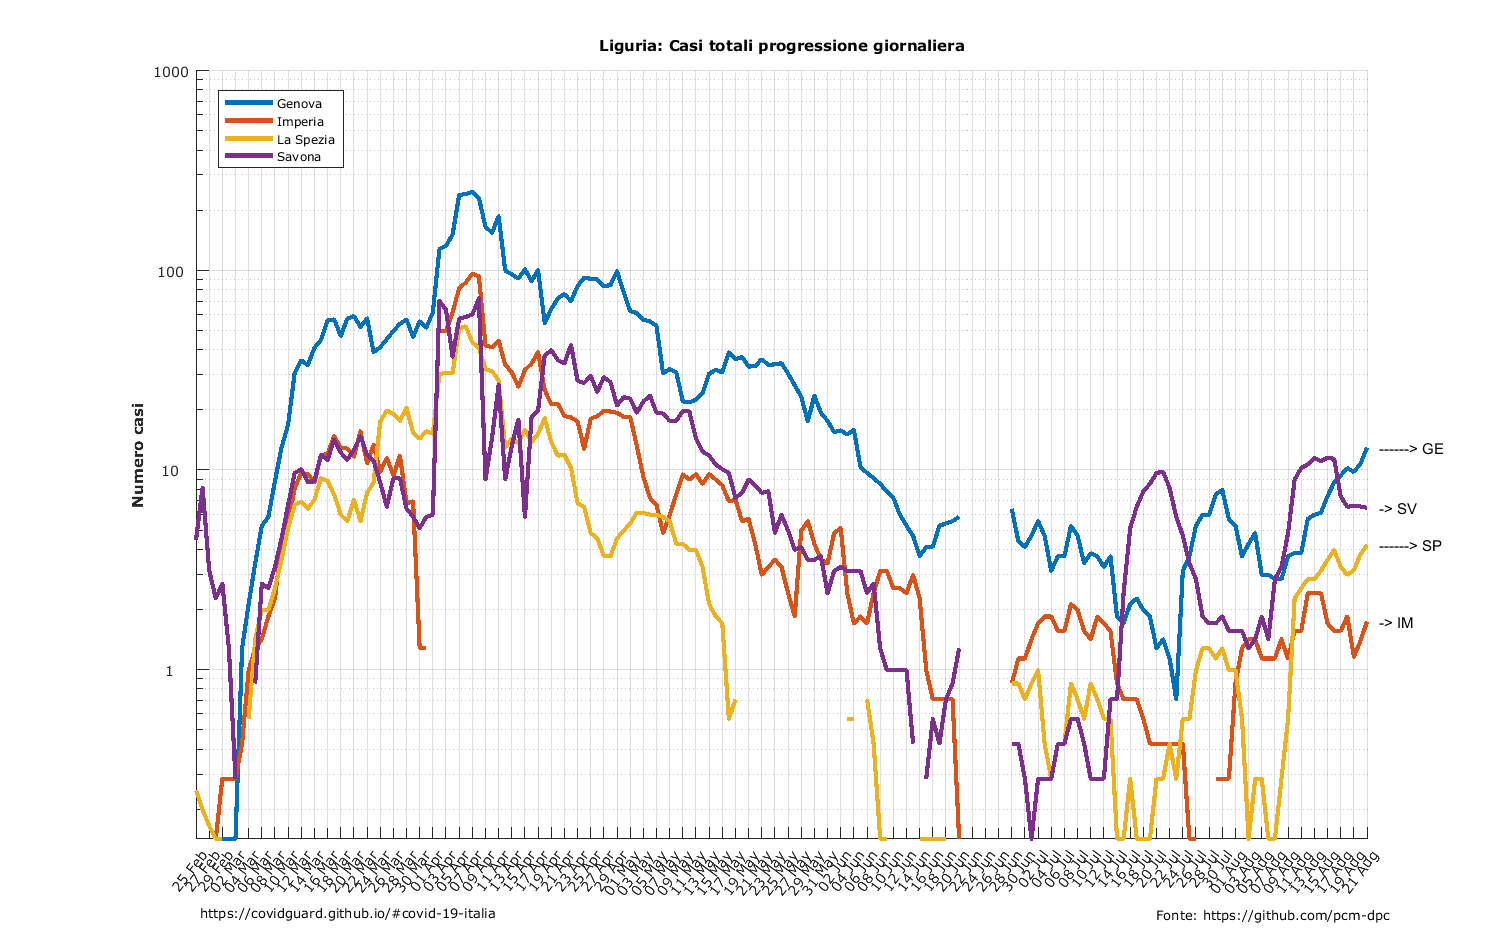 Liguria: Casi totali progressione giornaliera
Numero casi
1000
100
10
1
Genova
Imperia
La Spezia
Savona
------> GE
-> SV
------> SP
-> IM
25 Feb
27 Feb
29 Feb
02 Mar
04 Mar
06 Mar
08 Mar
10 Mar
12 Mar
14 Mar
16 Mar
18 Mar
20 Mar
22 Mar
24 Mar
26 Mar
28 Mar
30 Mar
01 Apr
03 Apr
05 Apr
07 Apr
09 Apr
11 Apr
13 Apr
15 Apr
17 Apr
19 Apr
21 Apr
23 Apr
25 Apr
27 Apr
29 Apr
01 May
03 May
05 May
07 May
09 May
11 May
13 May
15 May
17 May
19 May
21 May
23 May
25 May
27 May
29 May
31 May
02 Jun
04 Jun
06 Jun
08 Jun
10 Jun
12 Jun
14 Jun
16 Jun
18 Jun
20 Jun
22 Jun
24 Jun
26 Jun
28 Jun
30 Jun
02 Jul
04 Jul
06 Jul
08 Jul
10 Jul
12 Jul
14 Jul
16 Jul
18 Jul
20 Jul
22 Jul
24 Jul
26 Jul
28 Jul
30 Jul
01 Aug
03 Aug
05 Aug
07 Aug
09 Aug
11 Aug
13 Aug
15 Aug
17 Aug
19 Aug
21 Aug
https://covidguard.github.io/#covid-19-italia
Fonte: https://github.com/pcm-dpc